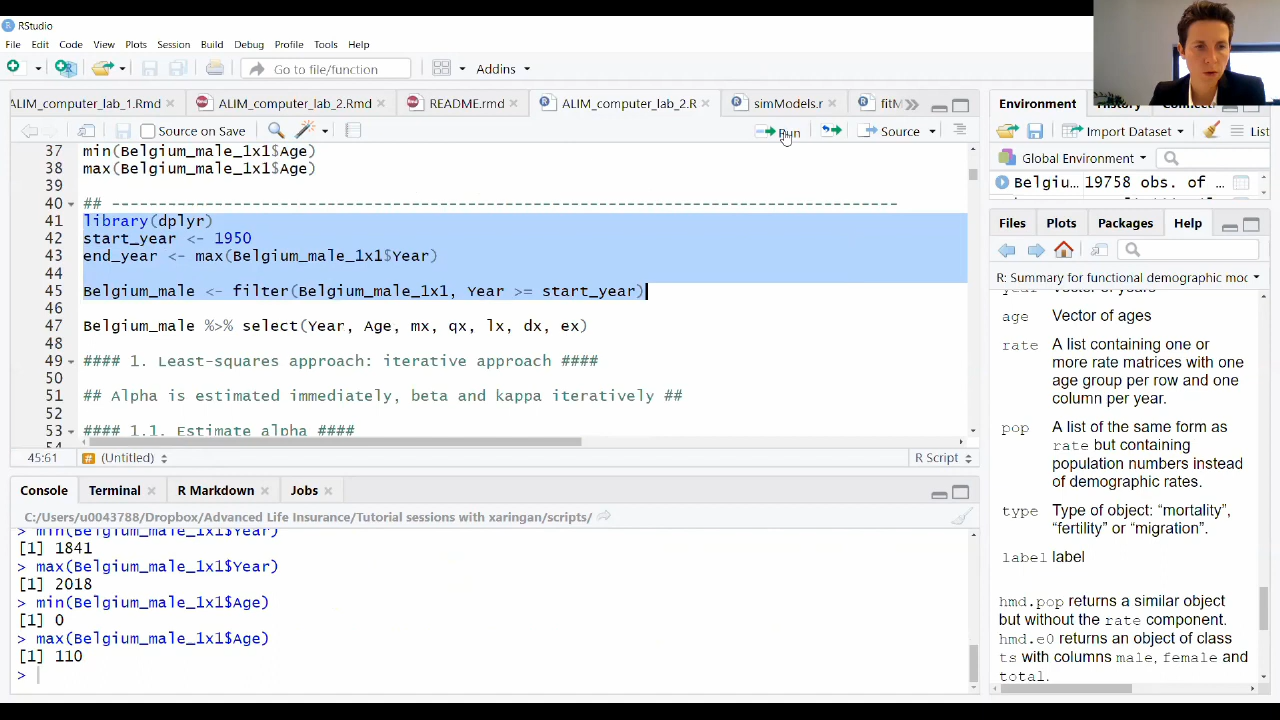 RStudio
File Edit Code View Plots Session Build Debug Profile Tools Help
Go to file/function
Addins
ALIM_computer_lab_1.Rmd
ALIM_computer_lab_2.Rmd
README.rmd
ALIM_computer_lab_2.R
simModels.r
fitM
Source on Save
Run
Source
37 min(Belgium_male_1x1$Age)
38 max(Belgium_male_1x1$Age)
39
40 ## ------------------------------------------------------------------------------------
41 library(dplyr)
42 start_year <- 1950
43 end_year <- max(Belgium_male_1x1$Year)
44
45 Belgium_male <- filter(Belgium_male_1x1, Year >= start_year)
46
47 Belgium_male %>% select(Year, Age, mx, qx, lx, dx, ex)
48
49 #### 1. Least-squares approach: iterative approach ####
50
51 ## Alpha is estimated immediately, beta and kappa iteratively ##
52
53 #### 1.1. Estimate alpha ####
54
45:61
# (Untitled)
R Script
Console Terminal R Markdown Jobs
C:/Users/u0043788/Dropbox/Advanced Life Insurance/Tutorial sessions with xaringan/scripts/
> min(Belgium_male_1x1$Year)
[1] 1841
> max(Belgium_male_1x1$Year)
[1] 2018
> min(Belgium_male_1x1$Age)
[1] 0
> max(Belgium_male_1x1$Age)
[1] 110
>
Environment History
Import Dataset
List
Global Environment
Belgiu… 19758 obs. of …
Files Plots Packages Help
R: Summary for functional demographic moc
year Vector of years
age Vector of ages
rate A list containing one or
more rate matrices with one
age group per row and one
column per year.
pop A list of the same form as
rate but containing
population numbers instead
of demographic rates.
type Type of object: “mortality”,
“fertility” or “migration”.
label label
hmd.pop returns a similar object
but without the rate component.
hmd.e0 returns an object of class
ts with columns male, female and
total.